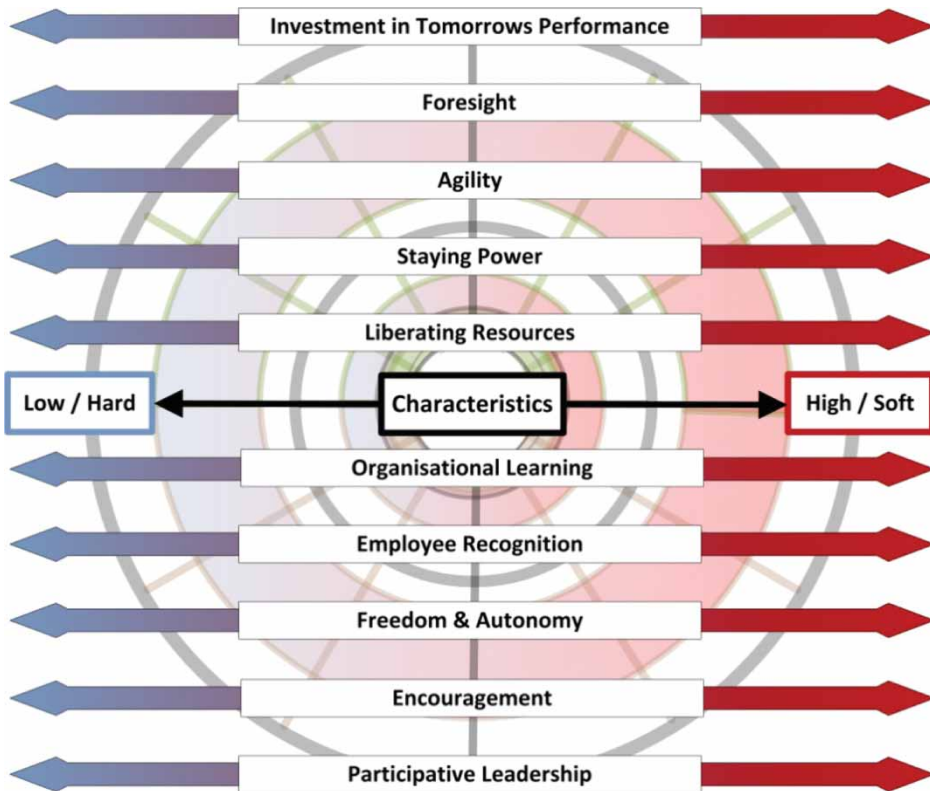 Investment in Tomorrows Performance
Foresight
Agility
Staying Power
Liberating Resources
Low / Hard
Characteristics
High / Soft
Organisational Learning
Employee Recognition
Freedom & Autonomy
Encouragement
Participative Leadership